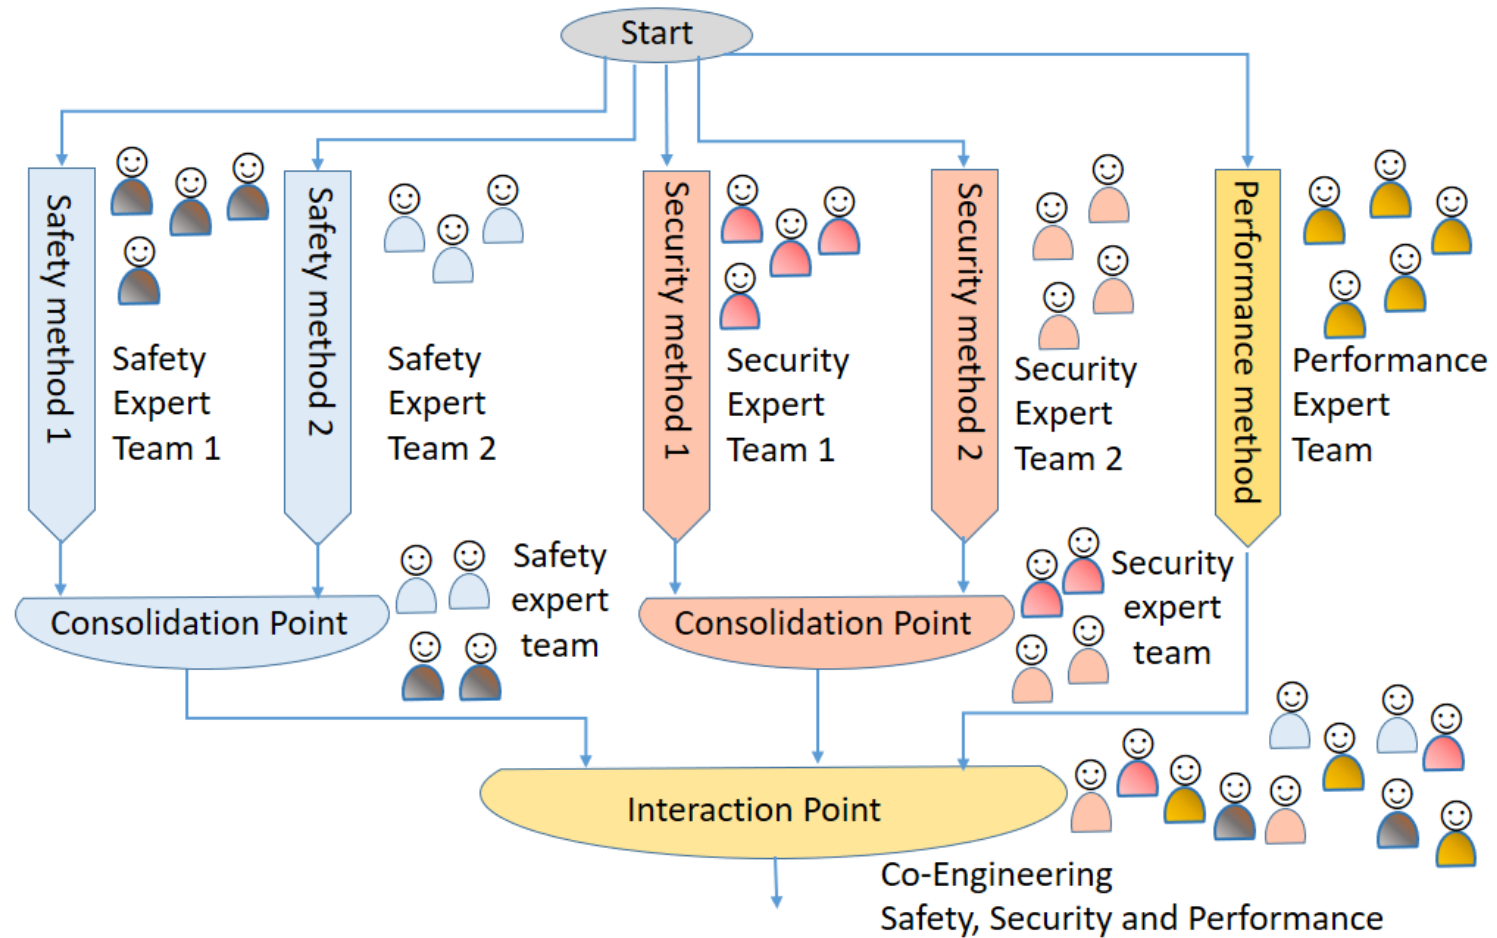 Start
Safety method 1
Safety
Expert
Team 1
Safety method 2
Safety
Expert
Team 2
Security method 1
Security
Expert
Team 1
Security method 2
Security
Expert
Team 2
Performance method
Performance
Expert
Team
Consolidation Point
Safety
expert
team
Consolidation Point
Security
expert
team
Interaction Point
Co-Engineering
Safety, Security and Performance